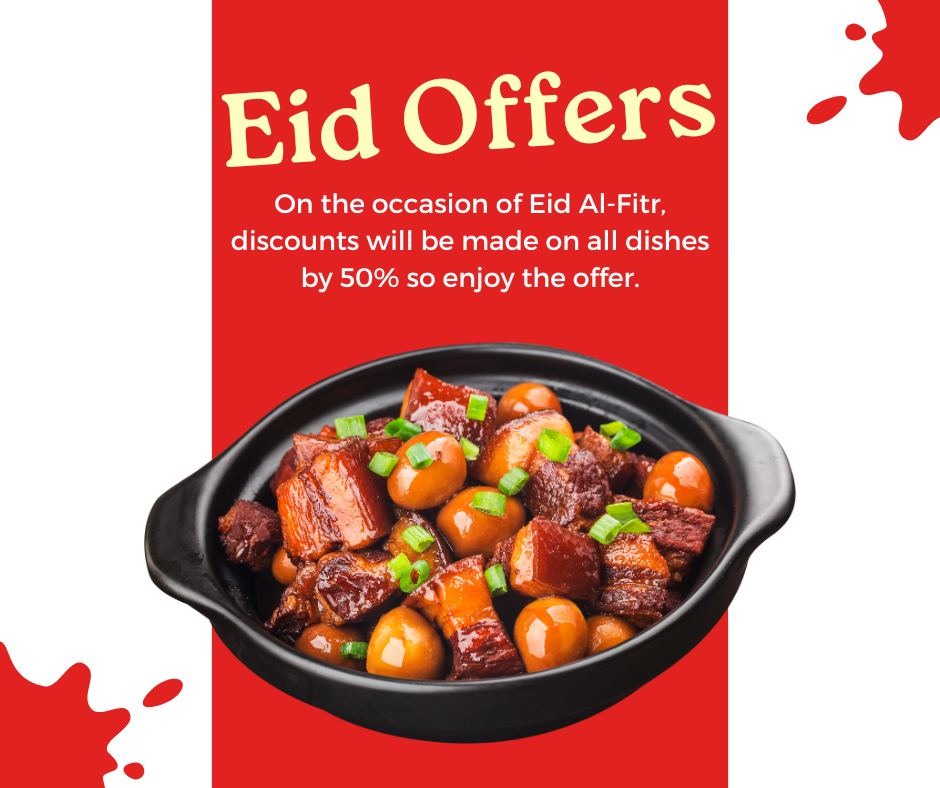 Eid Offers
On the occasion of Eid Al-Fitr,
discounts will be made on all dishes
by 50% so enjoy the offer.